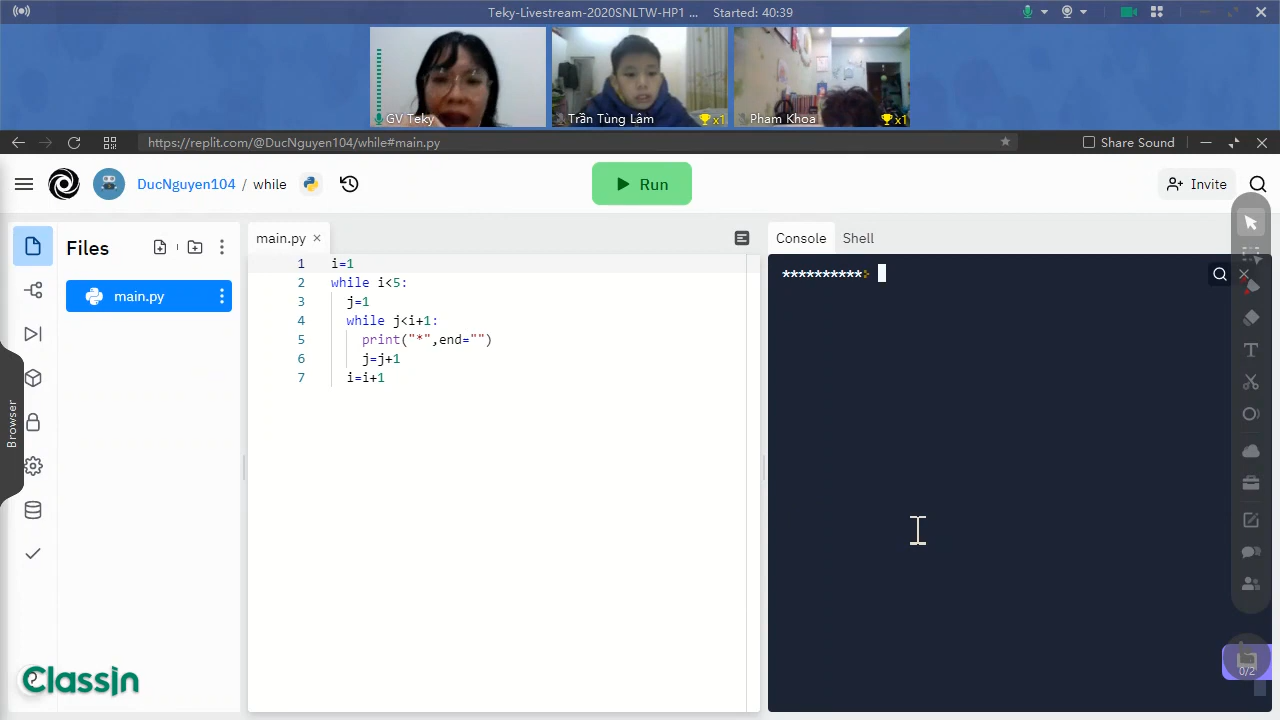 Teky-Livestream-2020SNLTW-HP1 ... Started: 40:39
GV Teky
Trần Tùng Lâm
x1
Pham Khoa
x1
https://replit.com/@DucNguyen104/while#main.py
Share Sound
DucNguyen104 / while
Run
Invite
Files
main.py
main.py
Console
Shell
1 i=1
2 while i<5:
3 j=1
4 while j<i+1:
5 print("*",end="")
6 j=j+1
7 i=i+1
**********
Browser
T
0/2
ClassIn